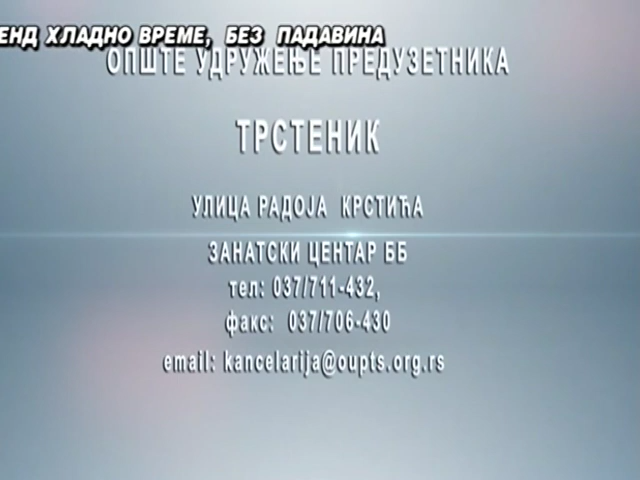 ЕНД ХЛАДНО ВРЕМЕ, БЕЗ ПАДАВИНА
ОПШТЕ УДРУЖЕЊЕ ПРЕДУЗЕТНИКА
ТРСТЕНИК
УЛИЦА РАДОЈА КРСТИЋА
ЗАНАТСКИ ЦЕНТАР ББ
тел: 037/711-432,
факс: 037/706-430
email: kancelarija@oupts.org.rs